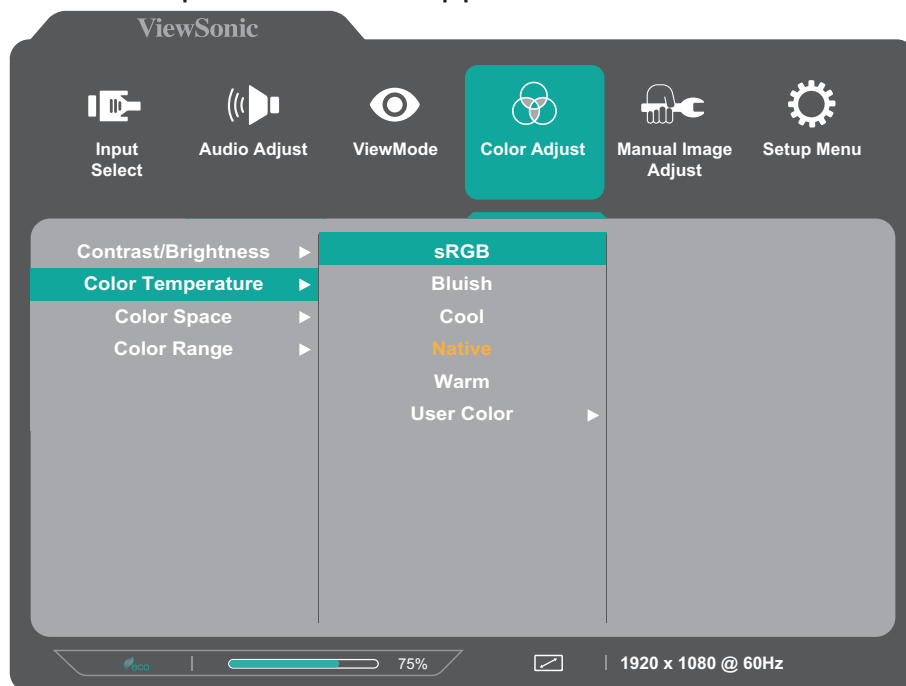 ViewSonic
Input Select
Audio Adjust
ViewMode
Color Adjust
Manual Image Adjust
Setup Menu
Contrast/Brightness
Color Temperature
Color Space
Color Range
sRGB
Bluish
Cool
Native
Warm
User Color
eco
75%
1920 x 1080 @ 60Hz